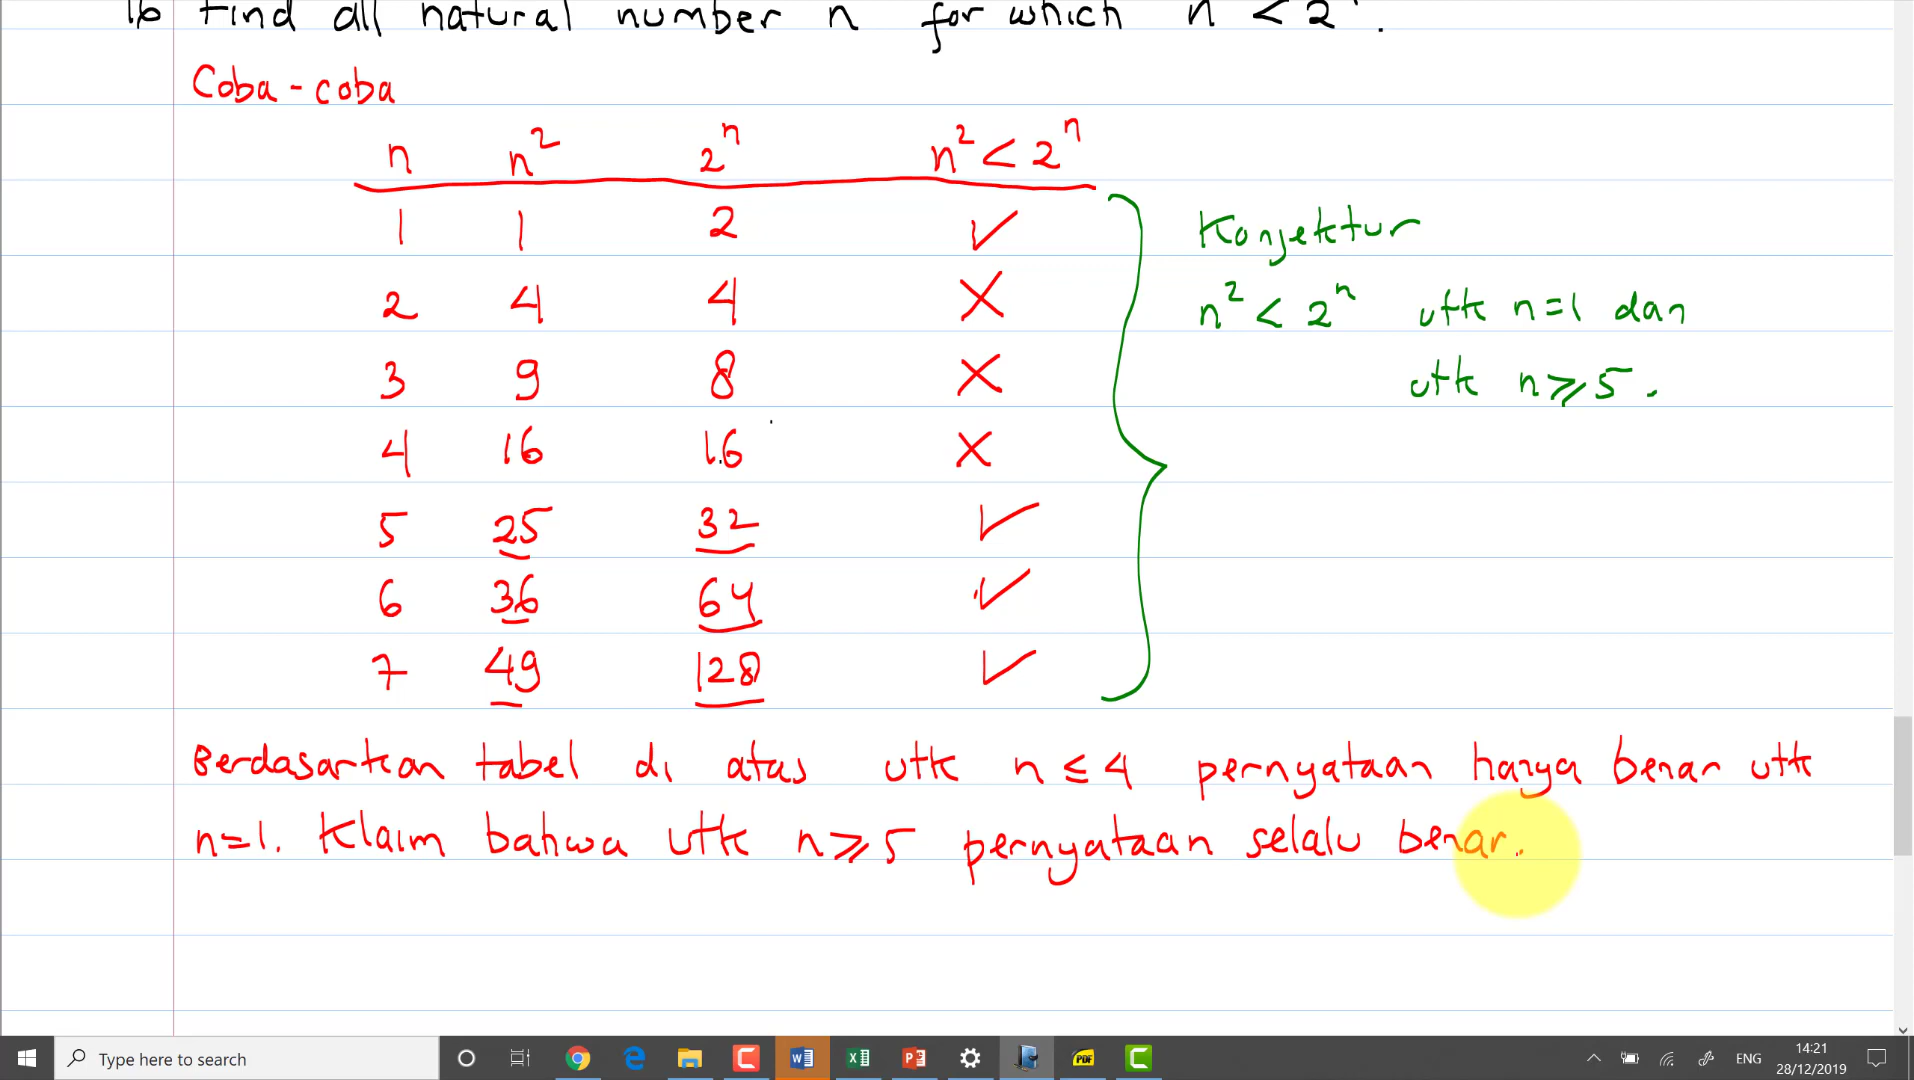 16 Find all natural number n for which n² < 2ⁿ.
Coba-coba
n n² 2ⁿ n² < 2ⁿ
1 1 2 ✓
2 4 4 X
3 9 8 X
4 16 16 X
5 25 32 ✓
6 36 64 ✓
7 49 128 ✓
Konjektur
n² < 2ⁿ utk n=1 dan
utk n ⩾ 5.
Berdasarkan tabel di atas utk n ≤ 4 pernyataan hanya benar utk
n=1. Klaim bahwa utk n ⩾ 5 pernyataan selalu benar.
Type here to search
PDF
ENG
14:21
28/12/2019